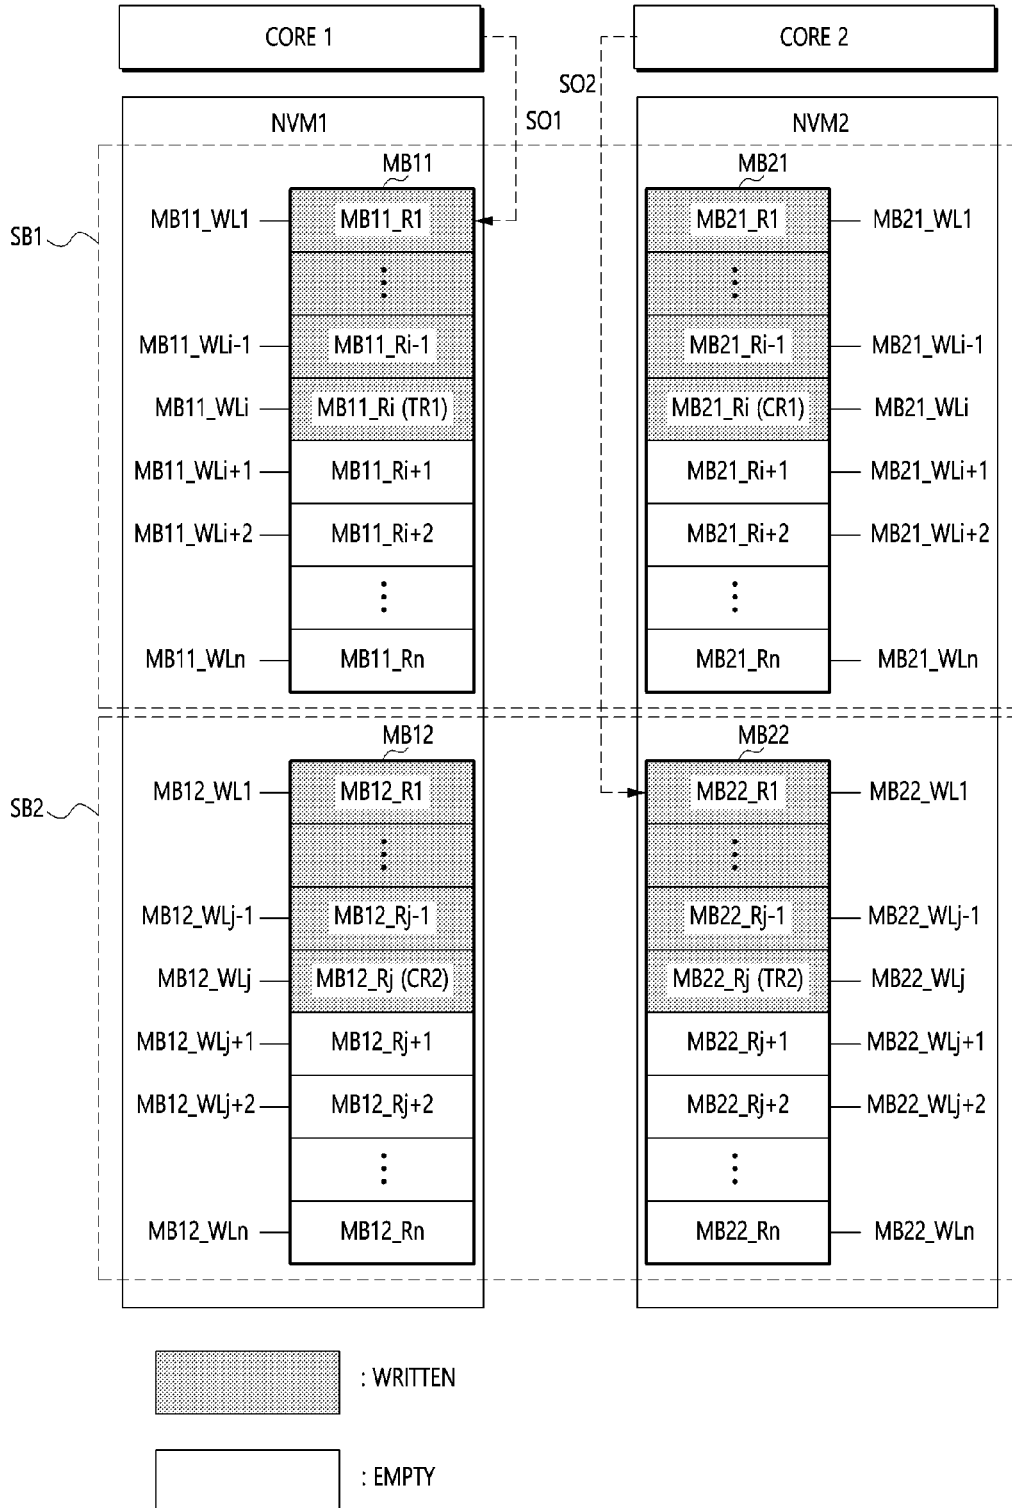 CORE 1 CORE 2
SO2
SO1
NVM1 NVM2
MB11 MB21
MB11_WL1 MB11_R1 MB21_R1 MB21_WL1
SB1
MB11_WLi-1 MB11_Ri-1 MB21_Ri-1 MB21_WLi-1
MB11_WLi MB11_Ri (TR1) MB21_Ri (CR1) MB21_WLi
MB11_WLi+1 MB11_Ri+1 MB21_Ri+1 MB21_WLi+1
MB11_WLi+2 MB11_Ri+2 MB21_Ri+2 MB21_WLi+2
MB11_WLn MB11_Rn MB21_Rn MB21_WLn
MB12 MB22
MB12_WL1 MB12_R1 MB22_R1 MB22_WL1
SB2
MB12_WLj-1 MB12_Rj-1 MB22_Rj-1 MB22_WLj-1
MB12_WLj MB12_Rj (CR2) MB22_Rj (TR2) MB22_WLj
MB12_WLj+1 MB12_Rj+1 MB22_Rj+1 MB22_WLj+1
MB12_WLj+2 MB12_Rj+2 MB22_Rj+2 MB22_WLj+2
MB12_WLn MB12_Rn MB22_Rn MB22_WLn
: WRITTEN
: EMPTY